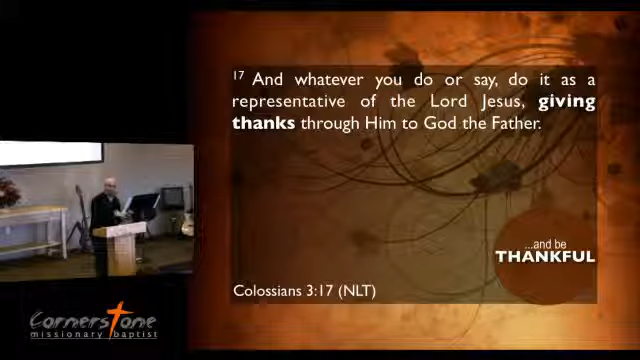 17 And whatever you do or say, do it as a
representative of the Lord Jesus, giving
thanks through Him to God the Father.
...and be
THANKFUL
Colossians 3:17 (NLT)
Cornerstone
missionary baptist